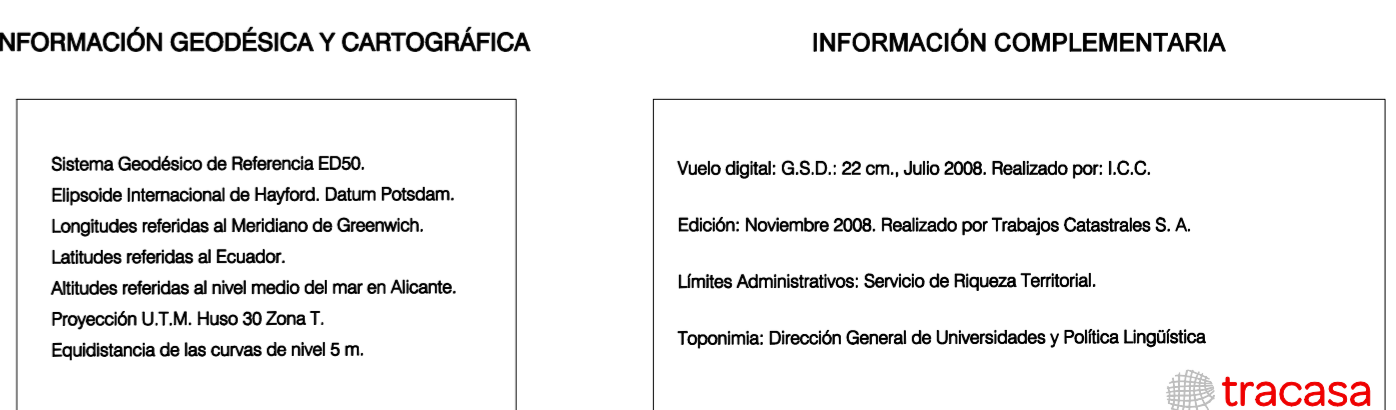 NFORMACIÓN GEODÉSICA Y CARTOGRÁFICA
Sistema Geodésico de Referencia ED50.
Elipsoide Internacional de Hayford. Datum Potsdam.
Longitudes referidas al Meridiano de Greenwich.
Latitudes referidas al Ecuador.
Altitudes referidas al nivel medio del mar en Alicante.
Proyección U.T.M. Huso 30 Zona T.
Equidistancia de las curvas de nivel 5 m.
INFORMACIÓN COMPLEMENTARIA
Vuelo digital: G.S.D.: 22 cm., Julio 2008. Realizado por: I.C.C.
Edición: Noviembre 2008. Realizado por Trabajos Catastrales S. A.
Límites Administrativos: Servicio de Riqueza Territorial.
Toponimia: Dirección General de Universidades y Política Lingüística
tracasa